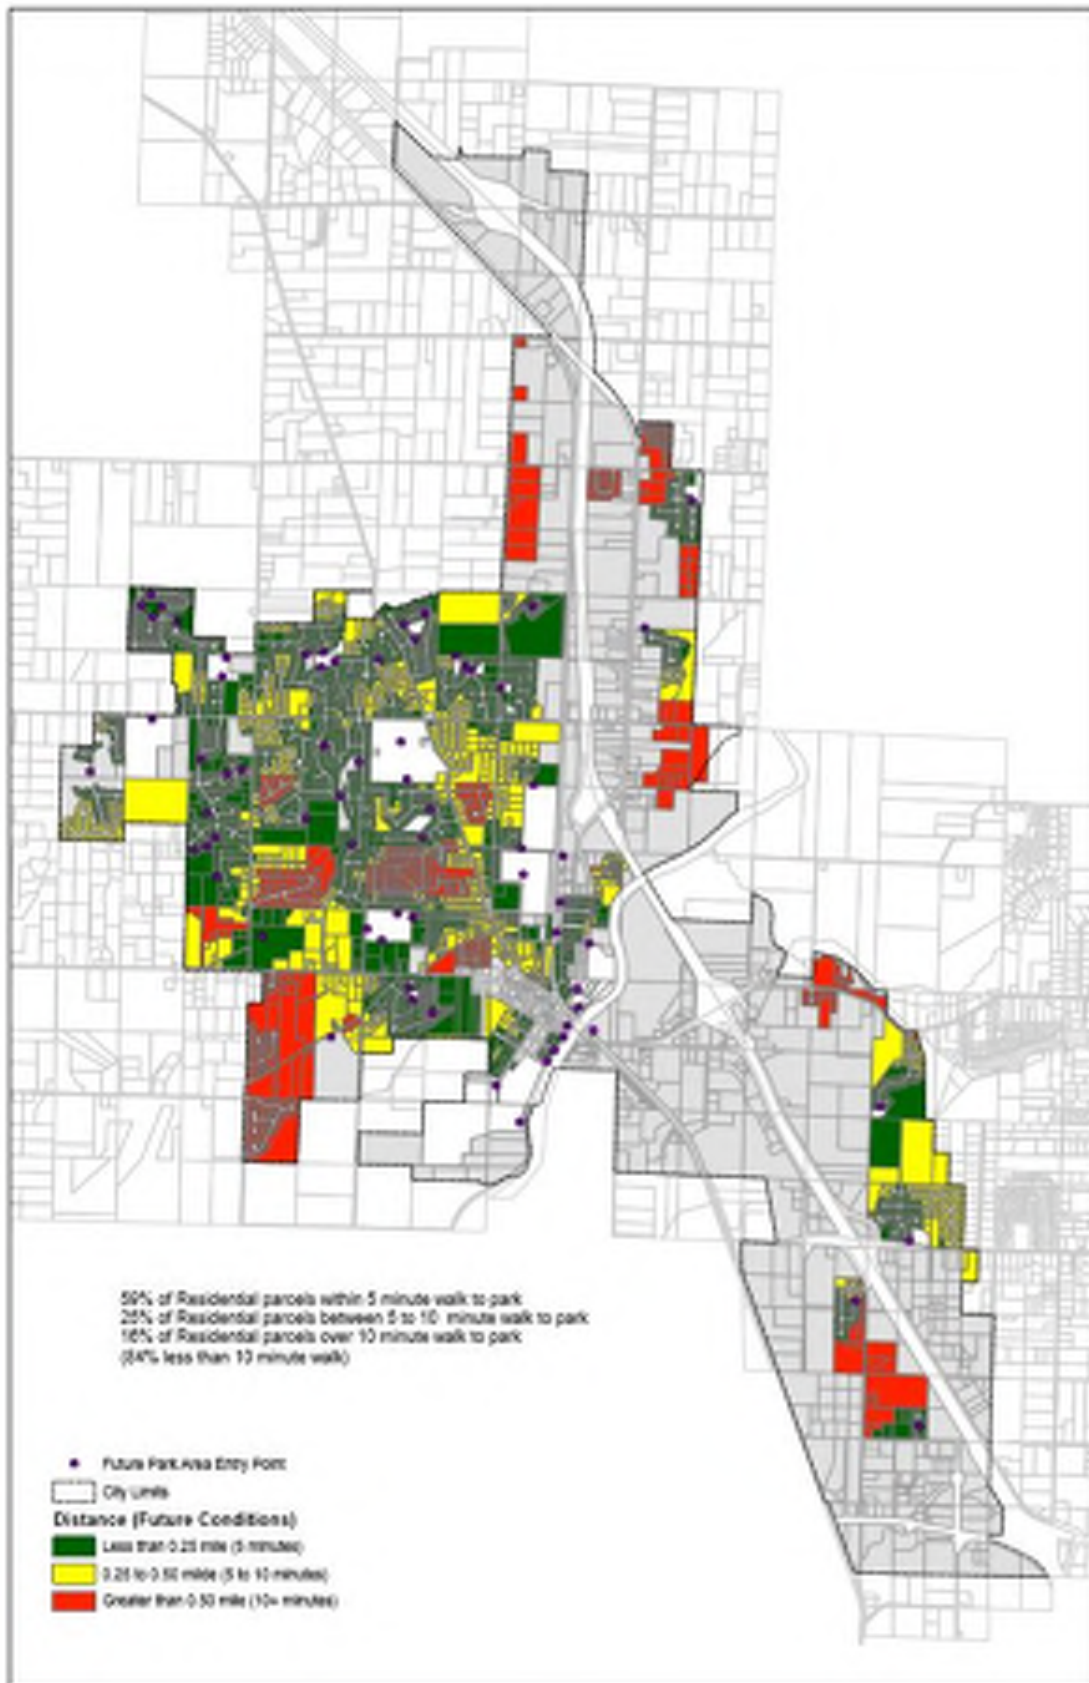 59% of Residential parcels within 5 minute walk to park
25% of Residential parcels between 5 to 10 minute walk to park
16% of Residential parcels over 10 minute walk to park
(84% less than 10 minute walk)
Future Park Area Entry Point
City Limits
Distance (Future Conditions)
Less than 0.25 mile (5 minutes)
0.25 to 0.50 milde (5 to 10 minutes)
Greater than 0.50 mile (10+ minutes)